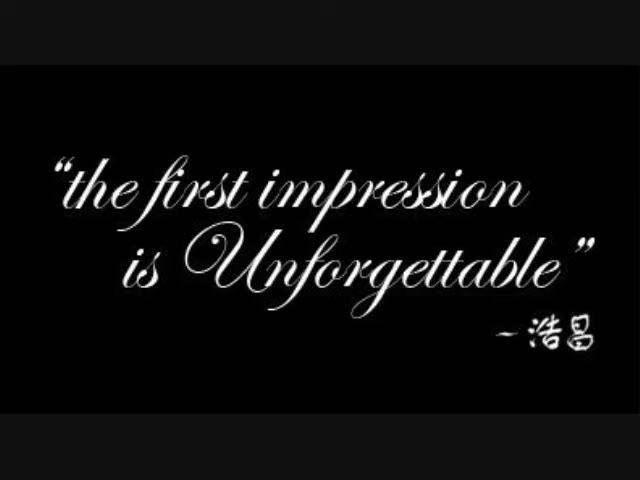 “the first impression
is Unforgettable”
- 浩昌